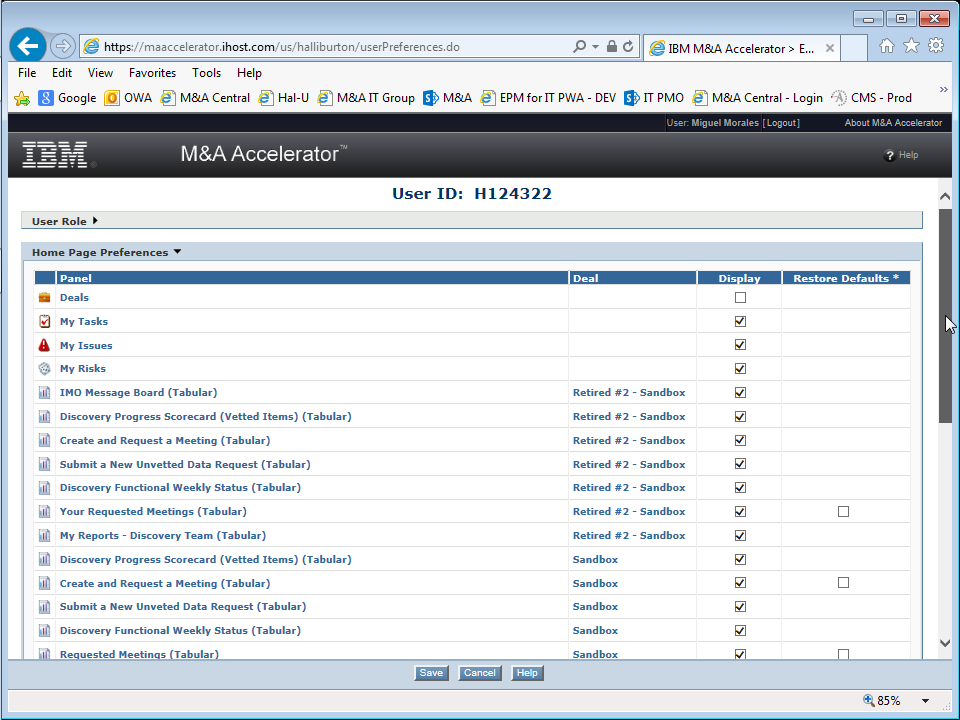 https://maaccelerator.ihost.com/us/halliburton/userPreferences.do
IBM M&A Accelerator > E...
File Edit View Favorites Tools Help
Google OWA M&A Central Hal-U M&A IT Group M&A EPM for IT PWA - DEV IT PMO M&A Central - Login CMS - Prod
User: Miguel Morales [Logout] About M&A Accelerator
IBM M&A Accelerator™ ? Help
User ID: H124322
User Role
Home Page Preferences
Panel Deal Display Restore Defaults *
Deals
My Tasks
My Issues
My Risks
IMO Message Board (Tabular) Retired #2 - Sandbox
Discovery Progress Scorecard (Vetted Items) (Tabular) Retired #2 - Sandbox
Create and Request a Meeting (Tabular) Retired #2 - Sandbox
Submit a New Unvetted Data Request (Tabular) Retired #2 - Sandbox
Discovery Functional Weekly Status (Tabular) Retired #2 - Sandbox
Your Requested Meetings (Tabular) Retired #2 - Sandbox
My Reports - Discovery Team (Tabular) Retired #2 - Sandbox
Discovery Progress Scorecard (Vetted Items) (Tabular) Sandbox
Create and Request a Meeting (Tabular) Sandbox
Submit a New Unveted Data Request (Tabular) Sandbox
Discovery Functional Weekly Status (Tabular) Sandbox
Requested Meetings (Tabular) Sandbox
Save Cancel Help
85%